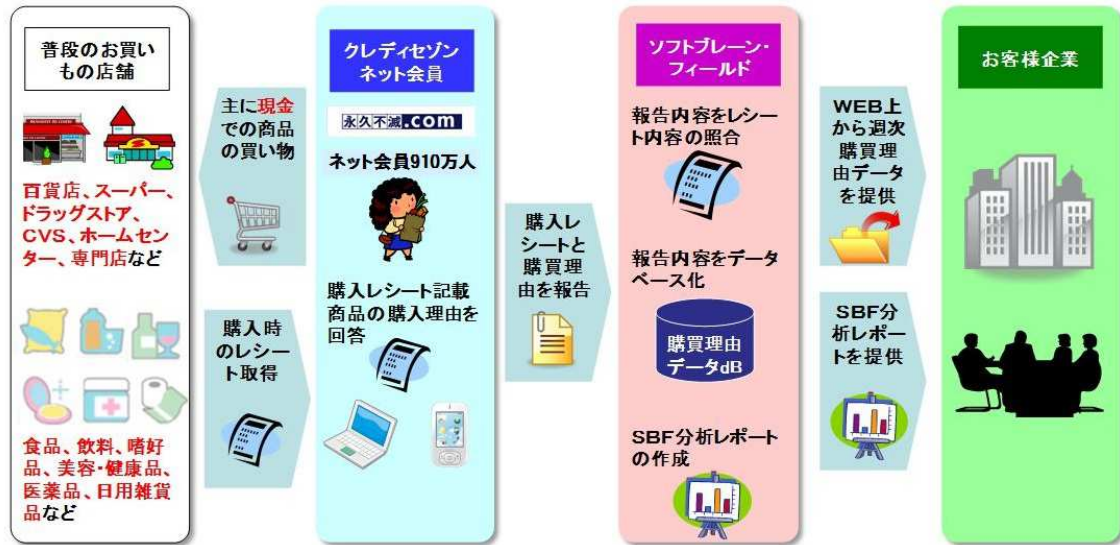 普段のお買い
もの店舗
百貨店、スーパー、
ドラッグストア、
CVS、ホームセン
ター、専門店など
食品、飲料、嗜好
品、美容・健康品、
医薬品、日用雑貨
品など
主に現金
での商品
の買い物
購入時
のレシー
ト取得
クレディセゾン
ネット会員
永久不滅.com
ネット会員910万人
購入レシート記載
商品の購入理由を
回答
購入レ
シートと
購買理
由を報告
ソフトブレーン・
フィールド
報告内容をレシー
ト内容の照合
報告内容をデータ
ベース化
購買理由
データdB
SBF分析レポート
の作成
WEB上
から週次
購買理
由データ
を提供
SBF分
析レポー
トを提供
お客様企業